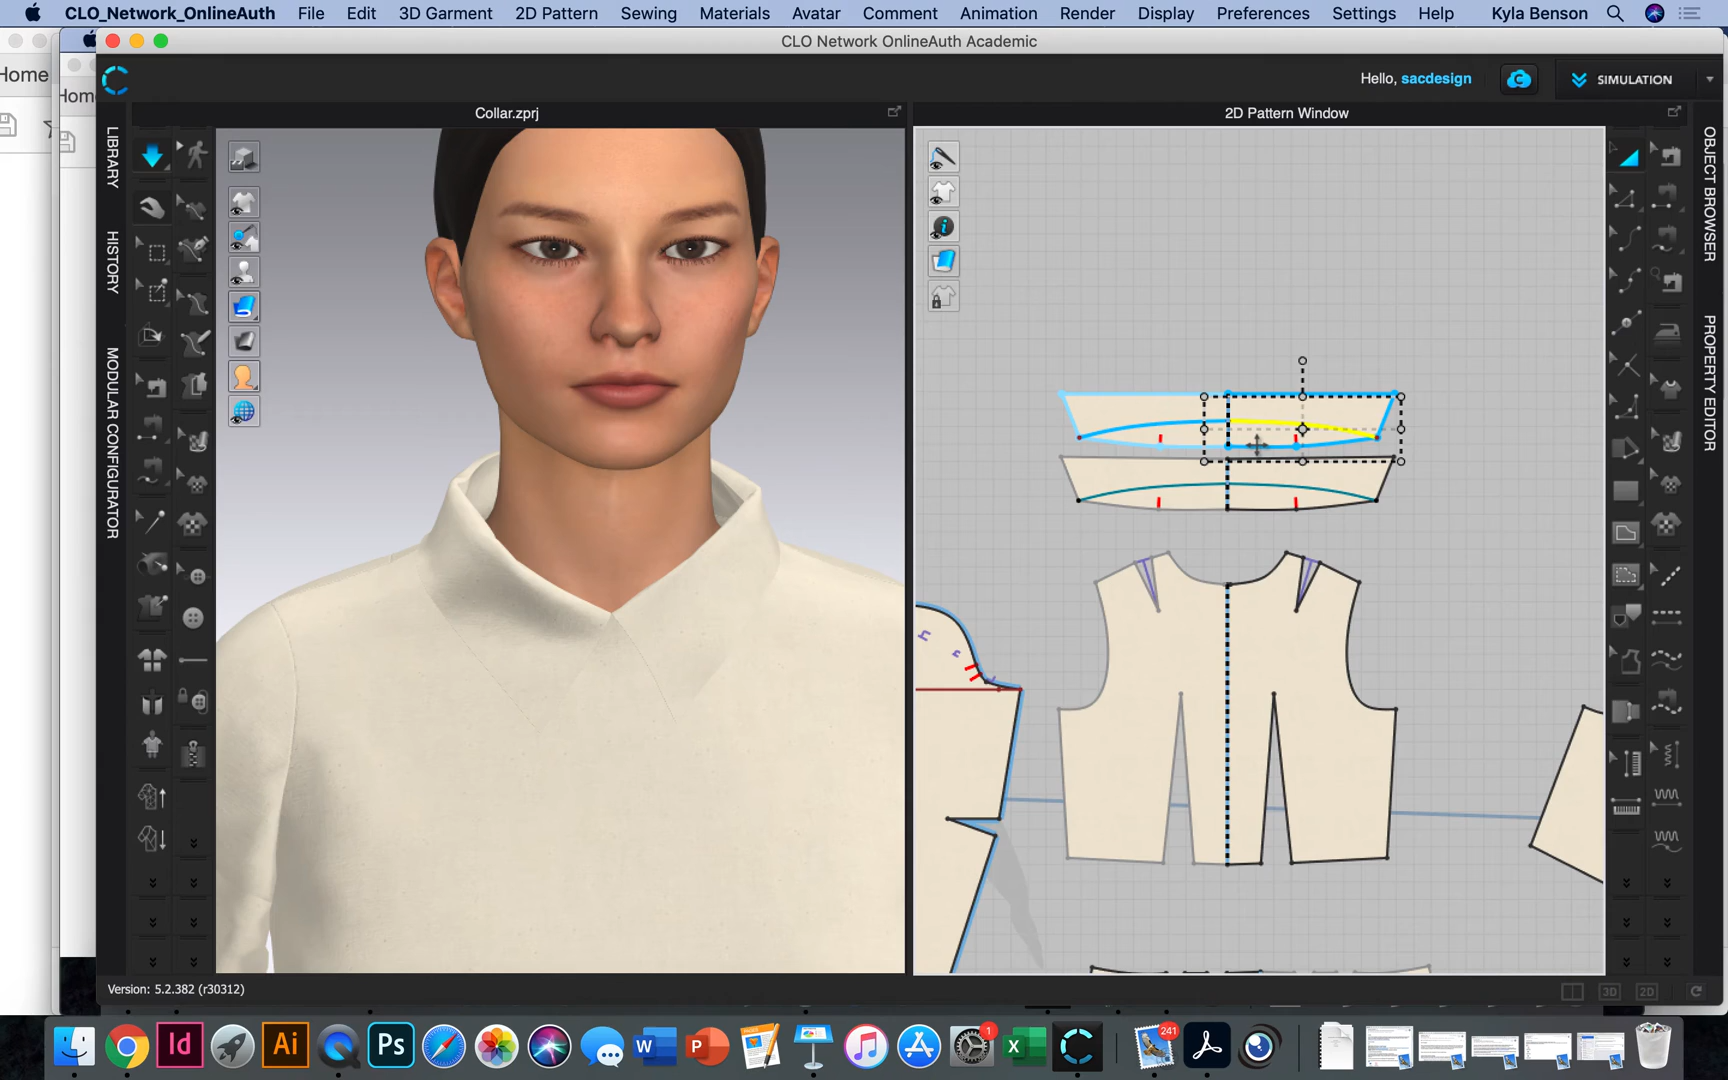 CLO_Network_OnlineAuth File Edit 3D Garment 2D Pattern Sewing Materials Avatar Comment Animation Render Display Preferences Settings Help Kyla Benson
CLO Network OnlineAuth Academic
Home
Hello, sacdesign
SIMULATION
Collar.zprj
2D Pattern Window
LIBRARY
HISTORY
MODULAR CONFIGURATOR
OBJECT BROWSER
PROPERTY EDITOR
Version: 5.2.382 (r30312)
3D
2D
Id
Ai
Ps
W
P
X
1
241